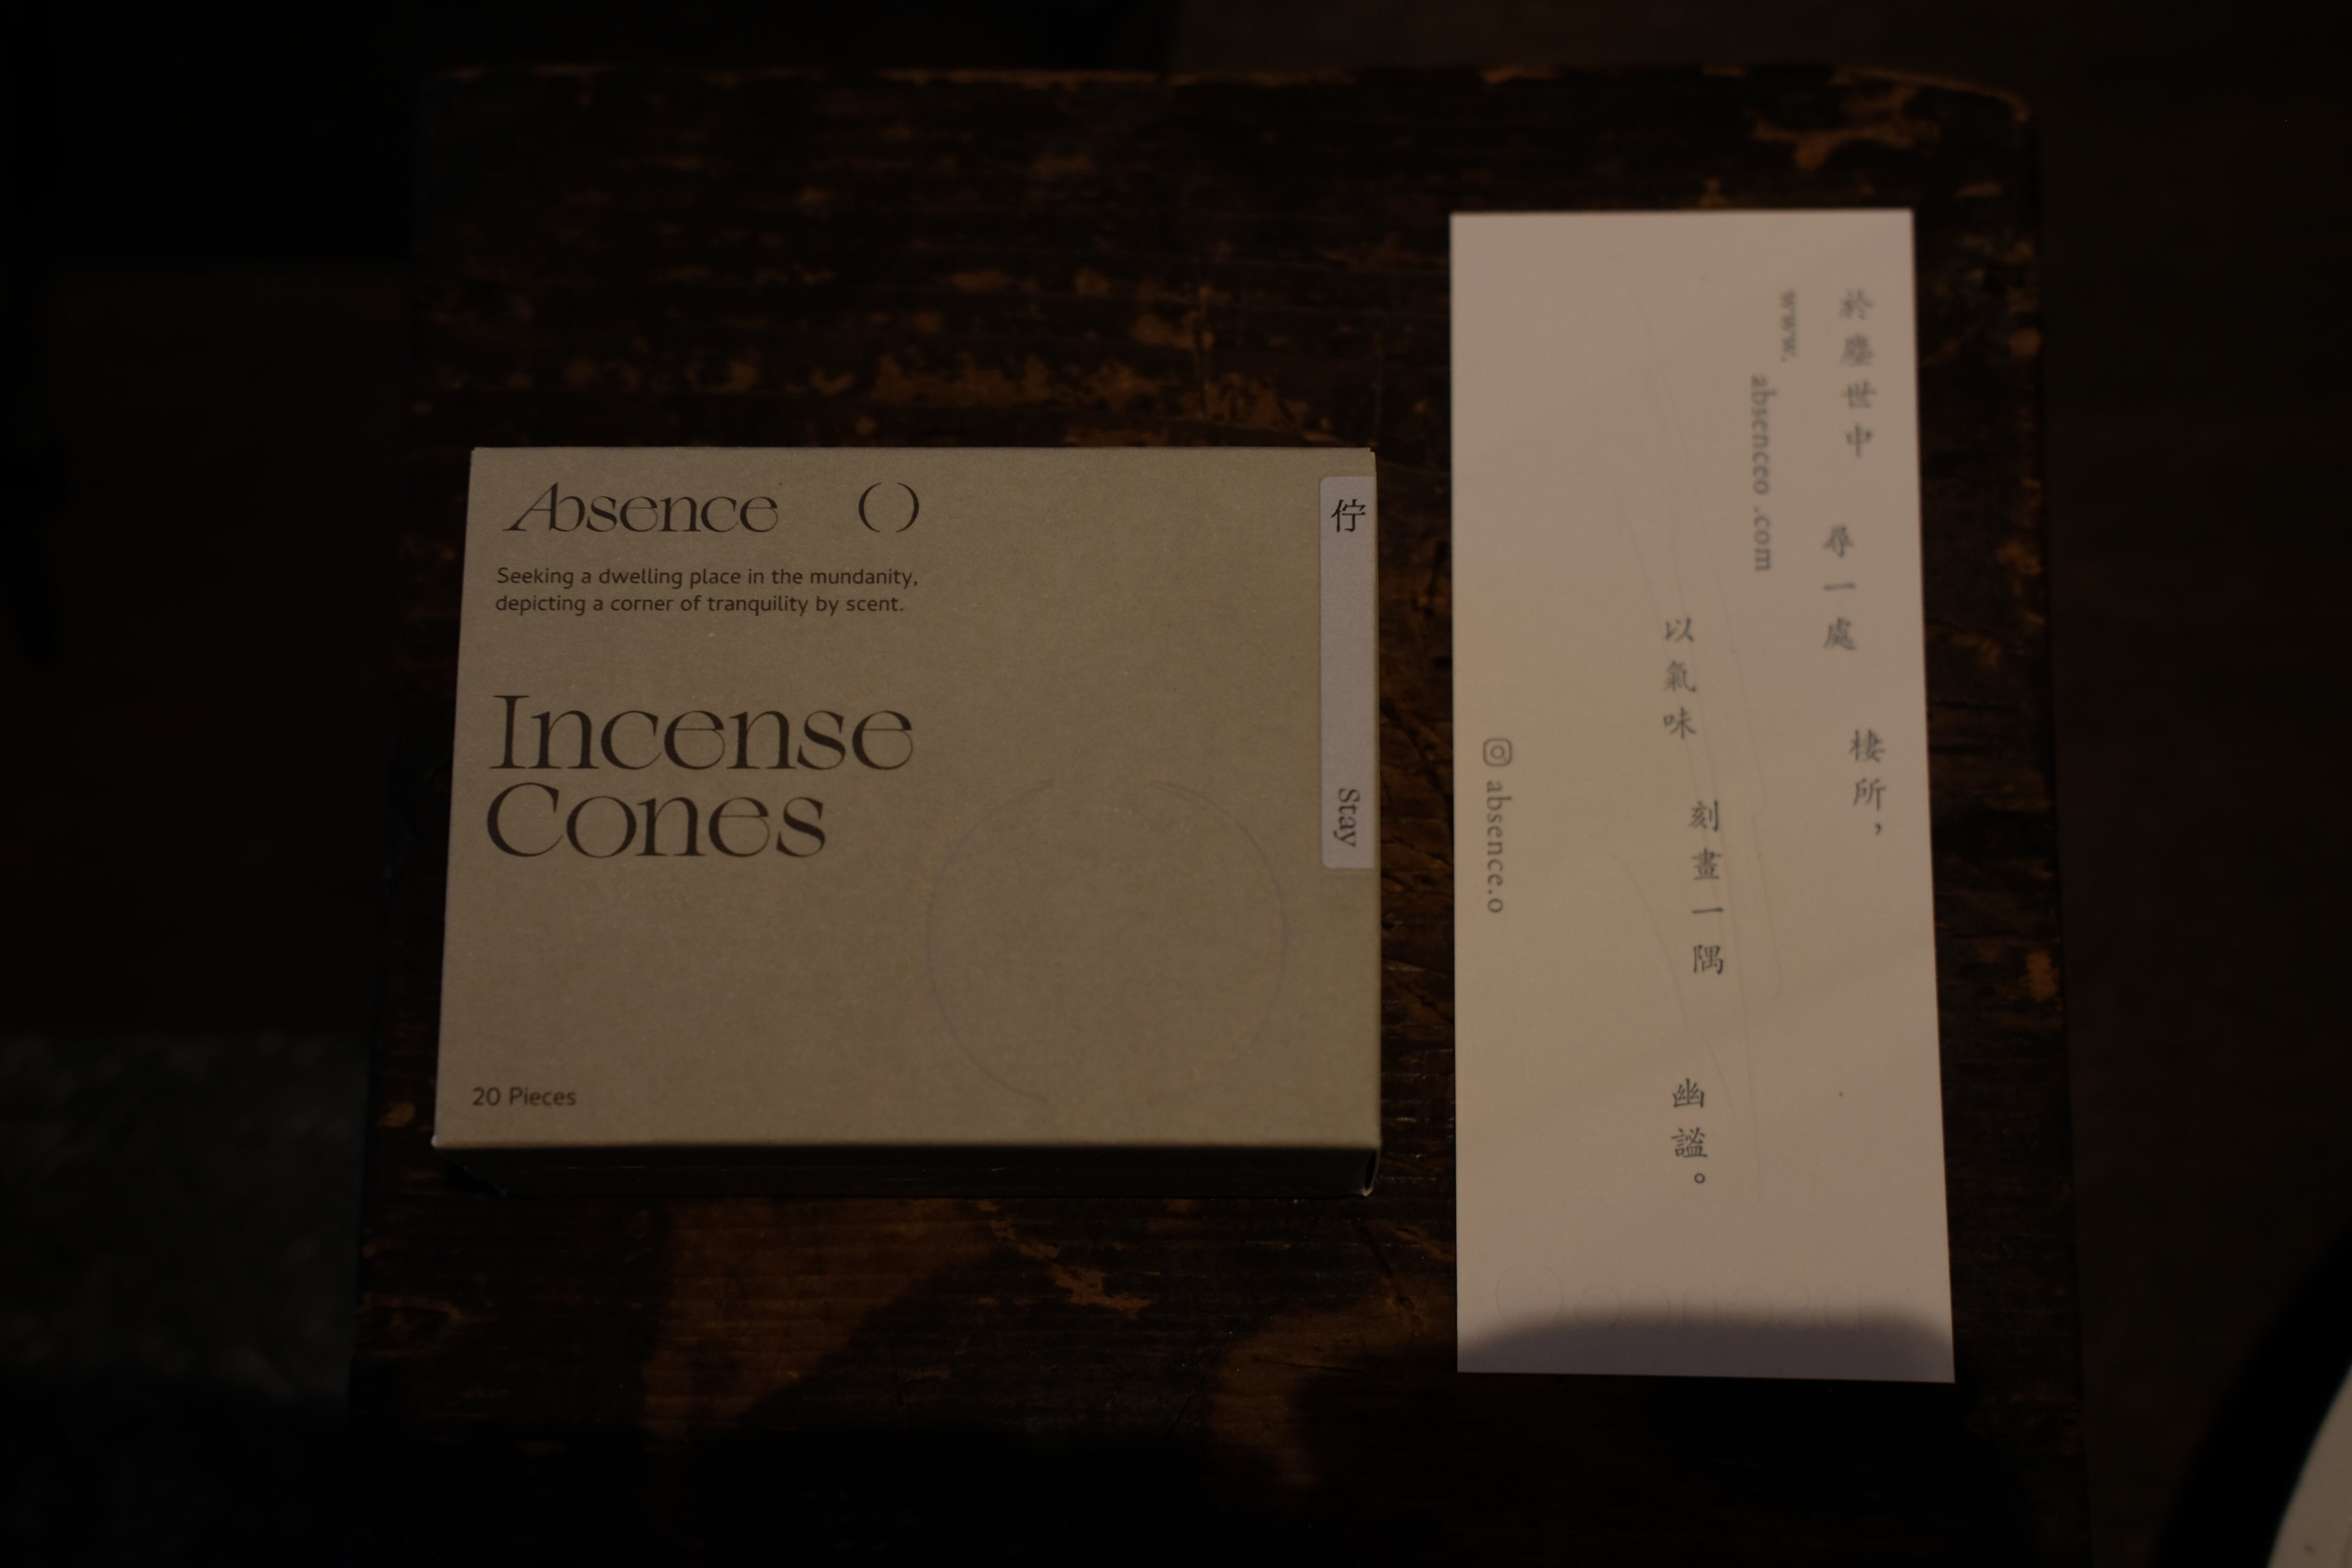 Absence ( )
Seeking a dwelling place in the mundanity,
depicting a corner of tranquility by scent.
Incense
Cones
20 Pieces
佇
Stay
於塵世中 尋一處 棲所，
www. absenceo .com
以氣味 刻畫一隅 幽謐。
absence.o